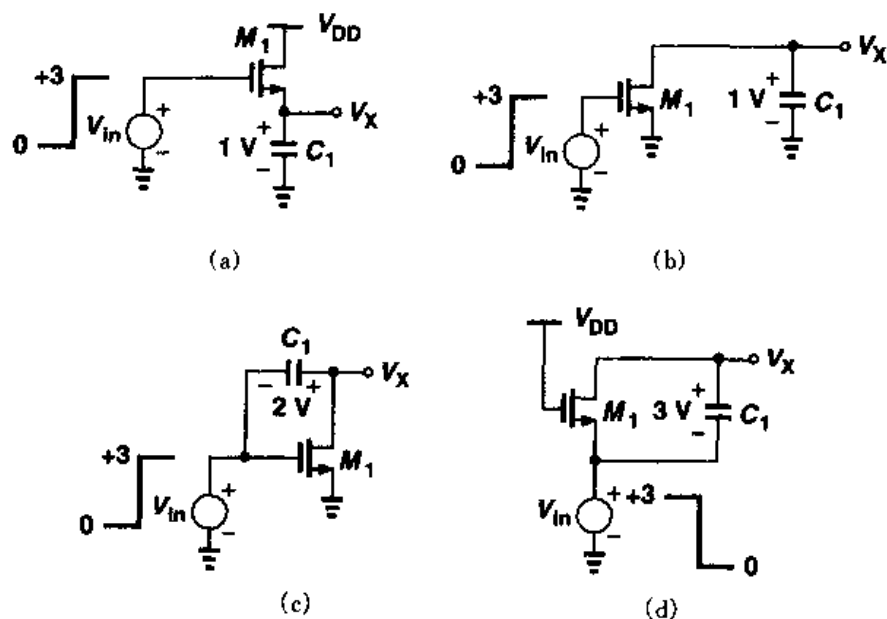 V_DD
M_1
+3
V_in
+
−
0
V_X
1 V
+
−
C_1
(a)
V_X
+3
0
V_in
+
−
M_1
1 V
+
−
C_1
(b)
C_1
− +
2 V
V_X
M_1
+3
0
V_in
+
−
(c)
V_DD
V_X
M_1
3 V
+
−
C_1
V_in
+
−
+3
0
(d)